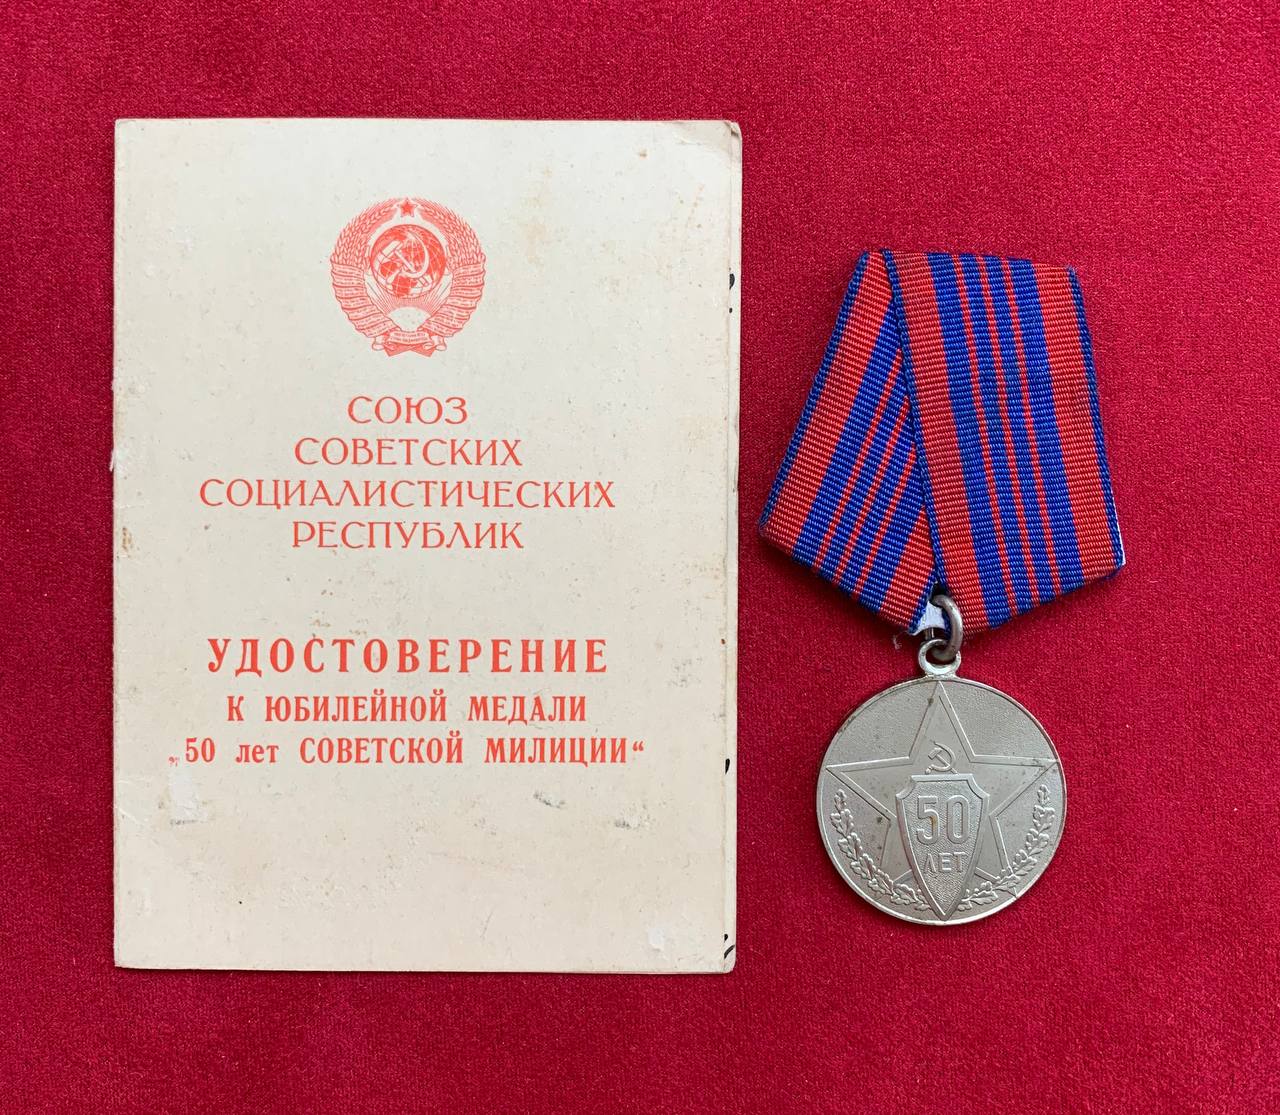 СОЮЗ
СОВЕТСКИХ
СОЦИАЛИСТИЧЕСКИХ
РЕСПУБЛИК
УДОСТОВЕРЕНИЕ
К ЮБИЛЕЙНОЙ МЕДАЛИ
„50 лет СОВЕТСКОЙ МИЛИЦИИ“
50
ЛЕТ